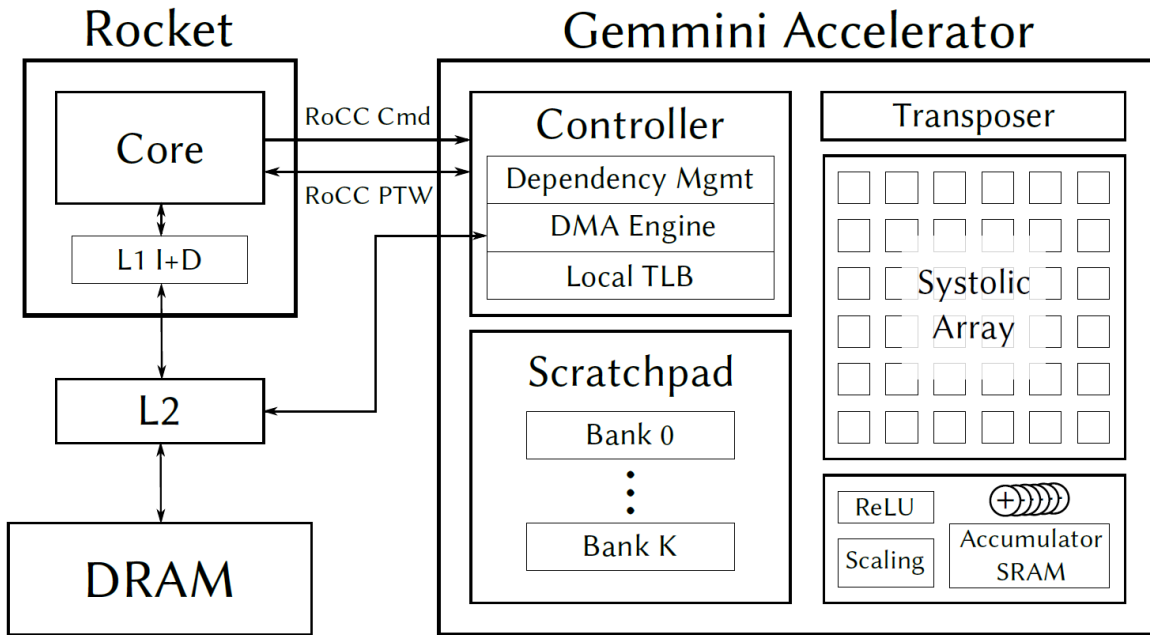 Rocket
Core
L1 I+D
L2
DRAM
RoCC Cmd
RoCC PTW
Gemmini Accelerator
Controller
Dependency Mgmt
DMA Engine
Local TLB
Scratchpad
Bank 0
Bank K
Transposer
Systolic
Array
ReLU
Scaling
+
Accumulator
SRAM